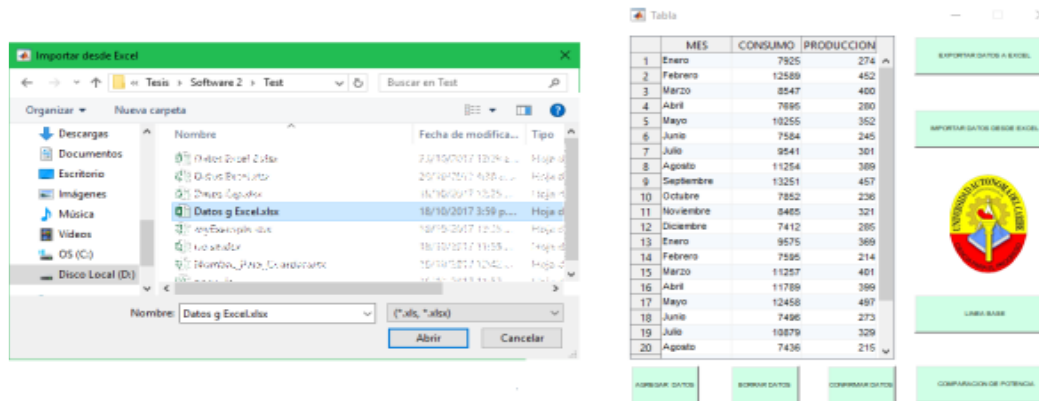 Importar desde Excel
« Tesis > Software 2 > Test
Buscar en Test
Organizar
Nueva carpeta
Descargas
Documentos
Escritorio
Imágenes
Música
Videos
OS (C:)
Disco Local (D:)
Nombre Fecha de modifica... Tipo
Datos g Excel.xlsx 18/10/2017 3:59 p.... Hoja d
Nombre: Datos g Excel.xlsx
(*.xls, *.xlsx)
Abrir Cancelar
Tabla
MES CONSUMO PRODUCCION
1 Enero 7925 274
2 Febrero 12589 452
3 Marzo 8547 400
4 Abril 7695 280
5 Mayo 10255 352
6 Junio 7584 245
7 Julio 9541 301
8 Agosto 11254 389
9 Septiembre 13251 457
10 Octubre 7852 236
11 Noviembre 8465 321
12 Diciembre 7412 285
13 Enero 9575 369
14 Febrero 7595 214
15 Marzo 11257 401
16 Abril 11789 399
17 Mayo 12458 497
18 Junio 7496 273
19 Julio 10879 329
20 Agosto 7436 215
EXPORTAR DATOS A EXCEL
IMPORTAR DATOS DESDE EXCEL
UNIVERSIDAD AUTONOMA DEL CARIBE
LINEA BASE
AGREGAR DATOS
BORRAR DATOS
CONFIRMAR DATOS
COMPARACION DE POTENCIA